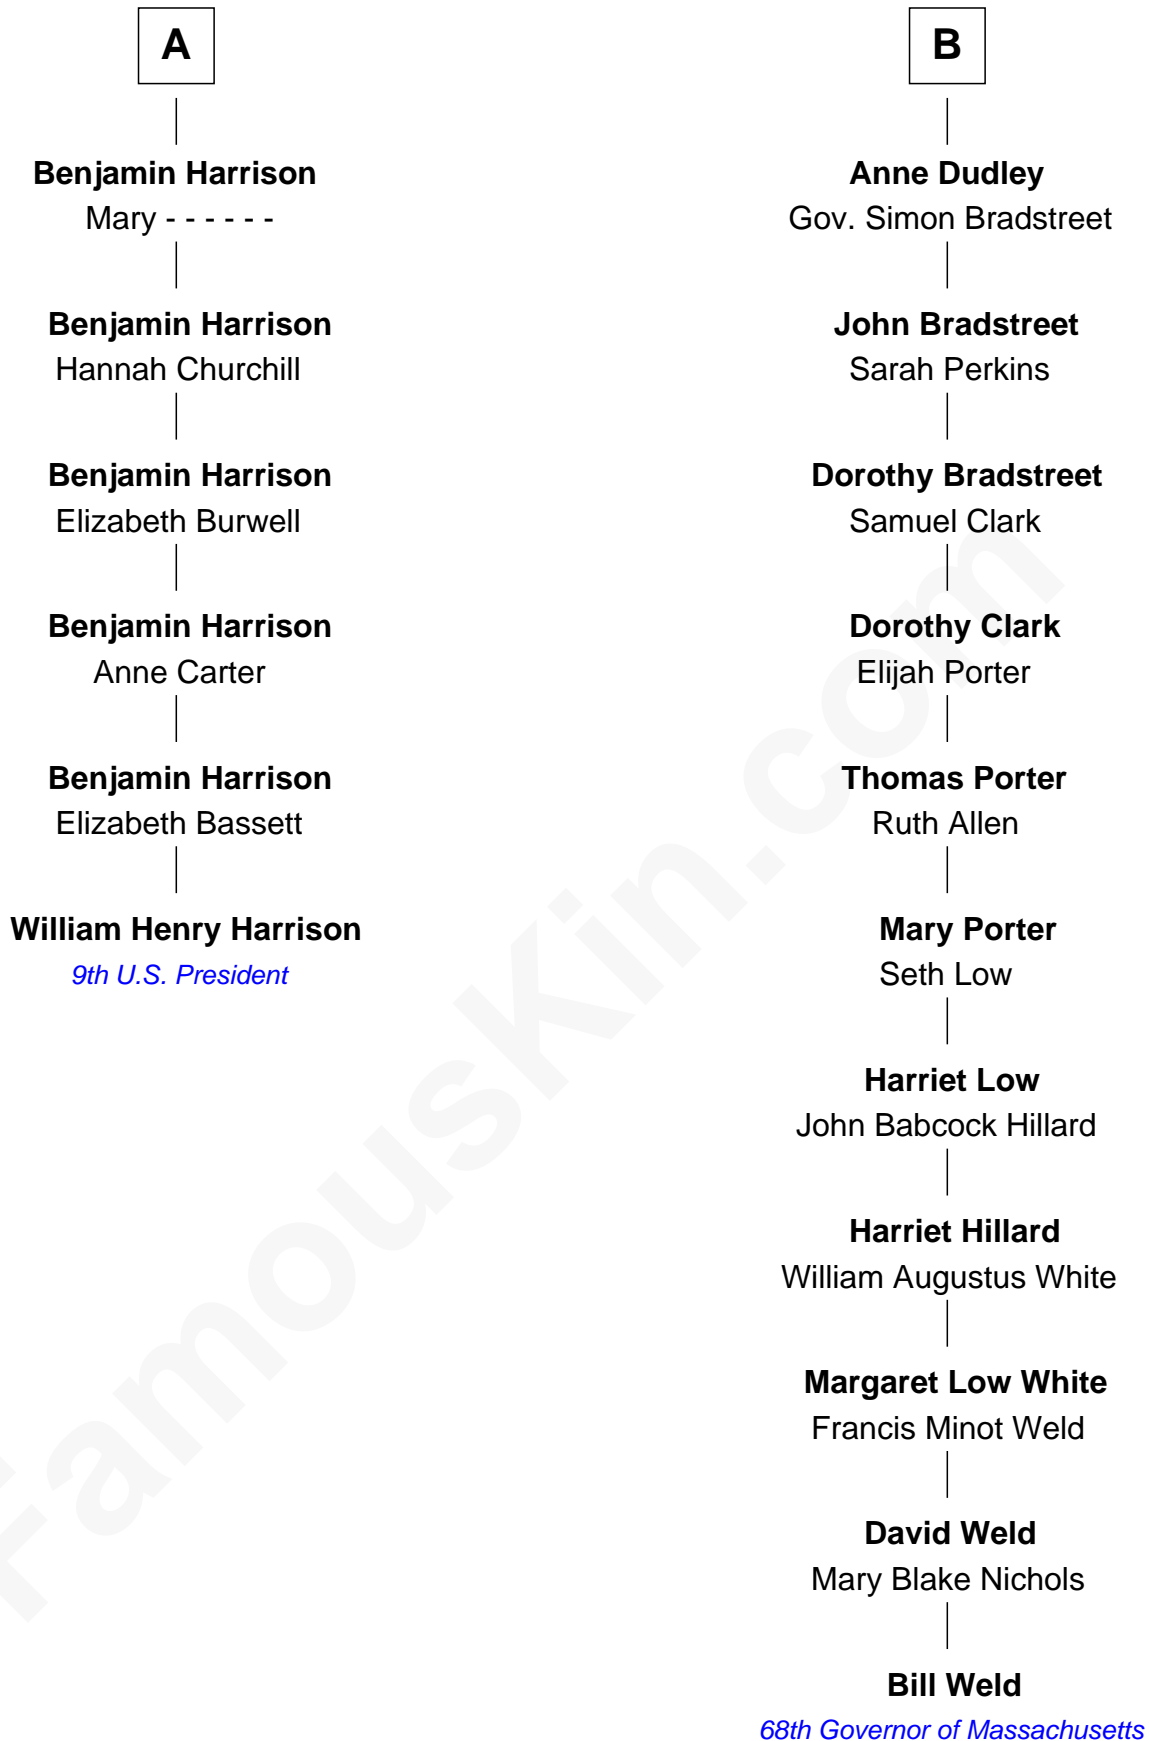 A
Benjamin Harrison
Mary - - - - - -
Benjamin Harrison
Hannah Churchill
Benjamin Harrison
Elizabeth Burwell
Benjamin Harrison
Anne Carter
Benjamin Harrison
Elizabeth Bassett
William Henry Harrison
9th U.S. President
B
Anne Dudley
Gov. Simon Bradstreet
John Bradstreet
Sarah Perkins
Dorothy Bradstreet
Samuel Clark
Dorothy Clark
Elijah Porter
Thomas Porter
Ruth Allen
Mary Porter
Seth Low
Harriet Low
John Babcock Hillard
Harriet Hillard
William Augustus White
Margaret Low White
Francis Minot Weld
David Weld
Mary Blake Nichols
Bill Weld
68th Governor of Massachusetts
FamousKin.com